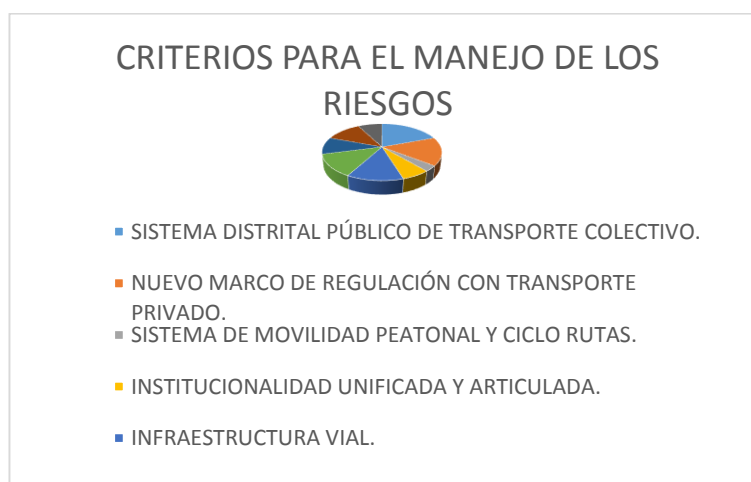 CRITERIOS PARA EL MANEJO DE LOS
RIESGOS
SISTEMA DISTRITAL PÚBLICO DE TRANSPORTE COLECTIVO.
NUEVO MARCO DE REGULACIÓN CON TRANSPORTE
PRIVADO.
SISTEMA DE MOVILIDAD PEATONAL Y CICLO RUTAS.
INSTITUCIONALIDAD UNIFICADA Y ARTICULADA.
INFRAESTRUCTURA VIAL.